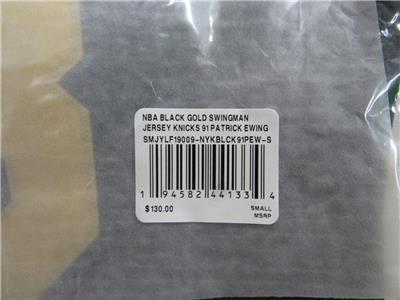 NBA BLACK GOLD SWINGMAN
JERSEY KNICKS 91 PATRICK EWING
SMJYLF19009-NYKBLCK91PEW-S
1 94582 44133 4
$130.00 SMALL
MSRP